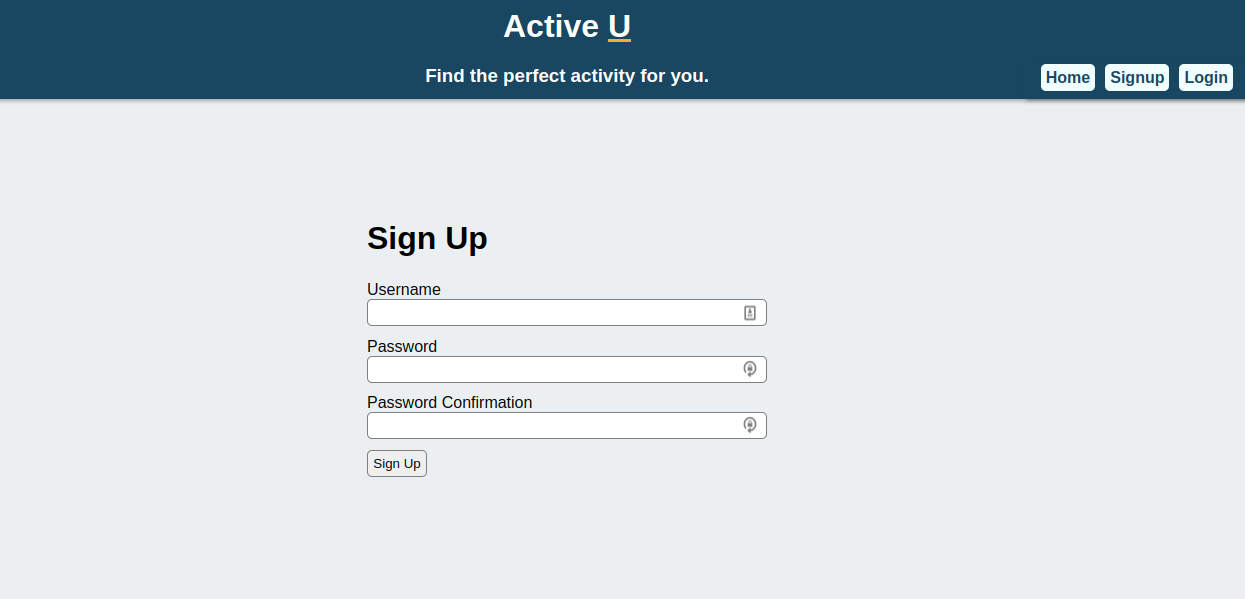 Active U
Find the perfect activity for you.
Home Signup Login
Sign Up
Username
Password
Password Confirmation
Sign Up